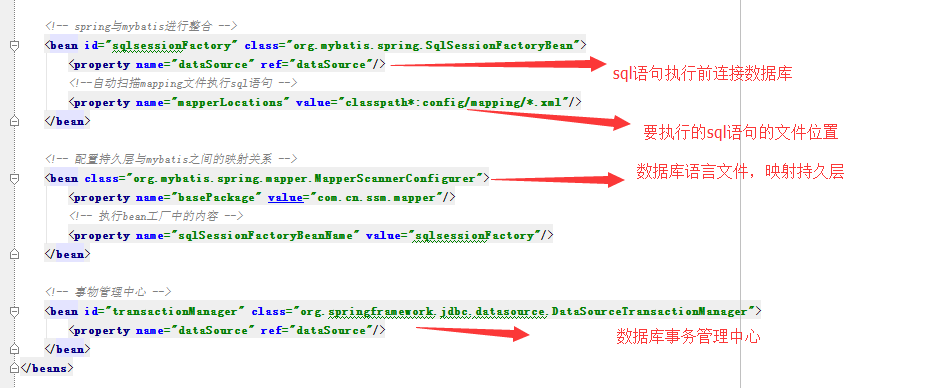 <!-- spring与mybatis进行整合 -->
<bean id="sqlsessionFactory" class="org.mybatis.spring.SqlSessionFactoryBean">
<property name="dataSource" ref="dataSource"/>
sql语句执行前连接数据库
<!--自动扫描mapping文件执行sql语句 -->
<property name="mapperLocations" value="classpath*:config/mapping/*.xml"/>
</bean>
要执行的sql语句的文件位置
<!-- 配置持久层与mybatis之间的映射关系 -->
<bean class="org.mybatis.spring.mapper.MapperScannerConfigurer">
数据库语言文件，映射持久层
<property name="basePackage" value="com.cn.ssm.mapper"/>
<!-- 执行bean工厂中的内容 -->
<property name="sqlSessionFactoryBeanName" value="sqlsessionFactory"/>
</bean>
<!-- 事物管理中心 -->
<bean id="transactionManager" class="org.springframework.jdbc.datasource.DataSourceTransactionManager">
<property name="dataSource" ref="dataSource"/>
数据库事务管理中心
</bean>
</beans>